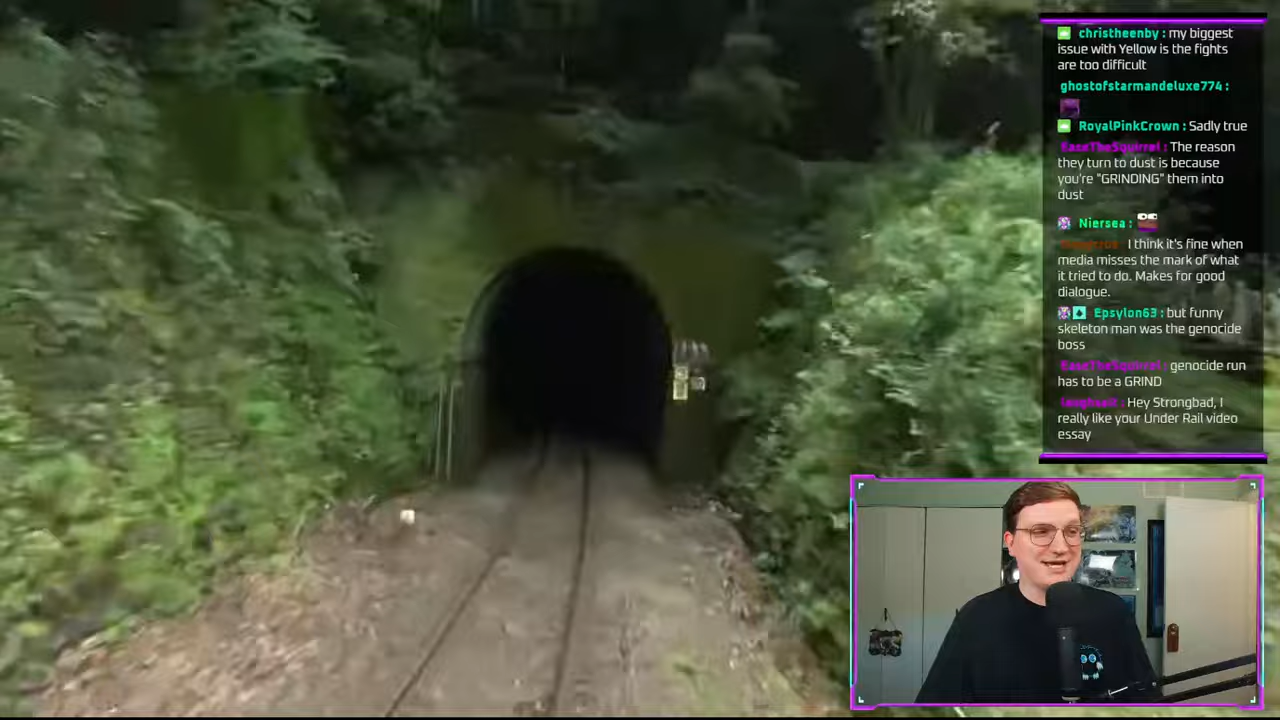 christheenby : my biggest
issue with Yellow is the fights
are too difficult
ghostofstarmandeluxe774 :
RoyalPinkCrown : Sadly true
EaseTheSquirrel : The reason
they turn to dust is because
you're "GRINDING" them into
dust
Niersea :
I think it's fine when
media misses the mark of what
it tried to do. Makes for good
dialogue.
Epsylon63 : but funny
skeleton man was the genocide
boss
EaseTheSquirrel : genocide run
has to be a GRIND
Hey Strongbad, I
really like your Under Rail video
essay